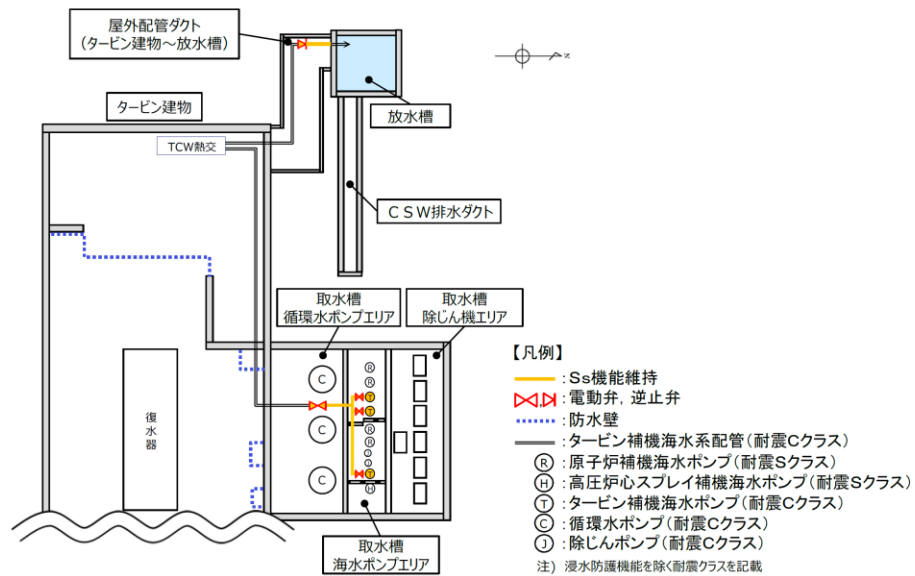 屋外配管ダクト
(タービン建物～放水槽)
N
タービン建物
放水槽
TCW熱交
CSW排水ダクト
取水槽
循環水ポンプエリア
取水槽
除じん機エリア
復水器
C
C
C
R
R
T
T
R
R
J
J
T
H
取水槽
海水ポンプエリア
【凡例】
:Ss機能維持
:電動弁,逆止弁
:防水壁
:タービン補機海水系配管(耐震Cクラス)
R:原子炉補機海水ポンプ(耐震Sクラス)
H:高圧炉心スプレイ補機海水ポンプ(耐震Sクラス)
T:タービン補機海水ポンプ(耐震Cクラス)
C:循環水ポンプ(耐震Cクラス)
J:除じんポンプ(耐震Cクラス)
注)浸水防護機能を除く耐震クラスを記載